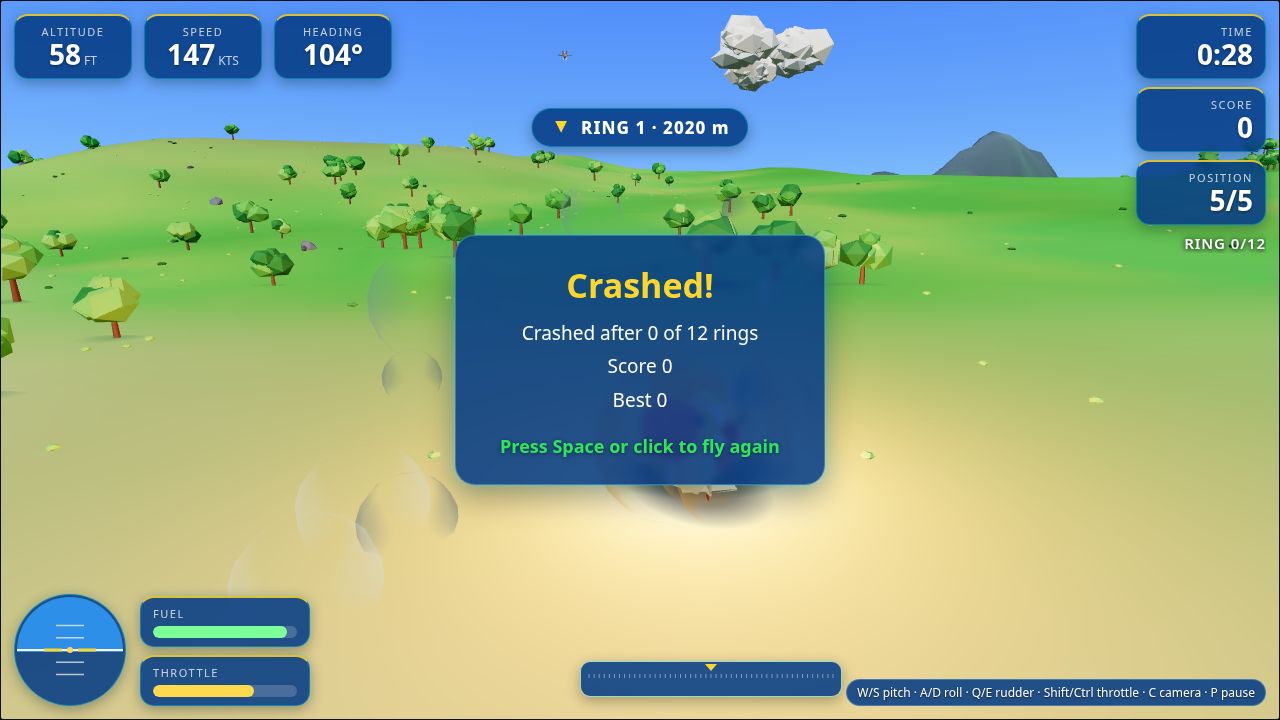 ALTITUDE
58 FT
SPEED
147 KTS
HEADING
104°
TIME
0:28
SCORE
0
POSITION
5/5
RING 0/12
RING 1 · 2020 m
Crashed!
Crashed after 0 of 12 rings
Score 0
Best 0
Press Space or click to fly again
FUEL
THROTTLE
W/S pitch · A/D roll · Q/E rudder · Shift/Ctrl throttle · C camera · P pause